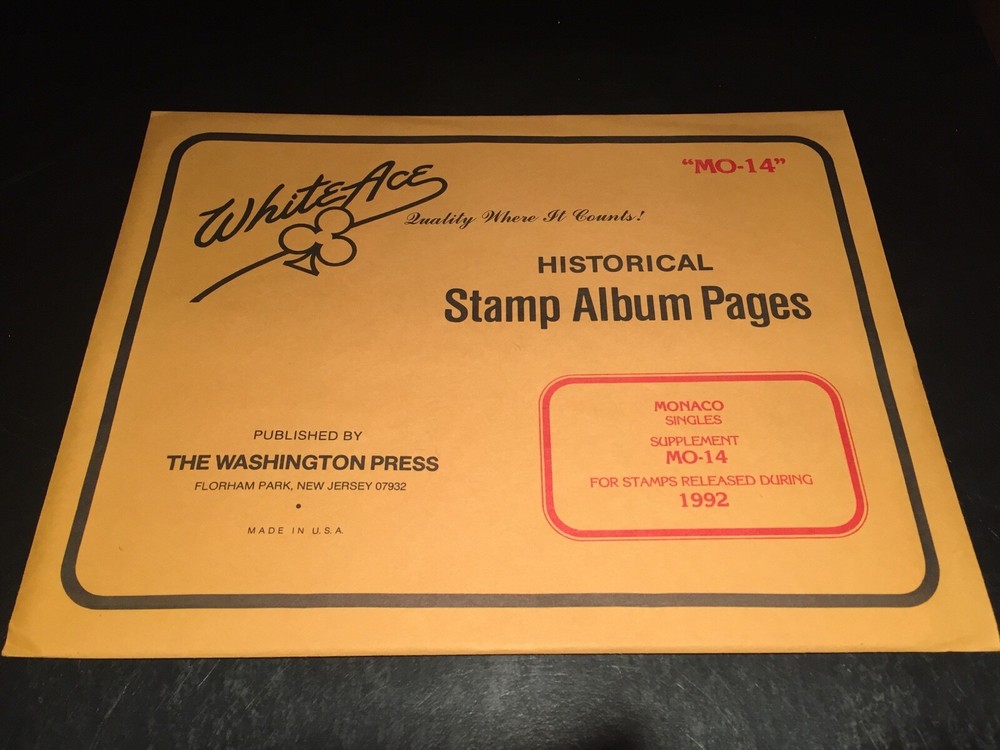 "MO-14"
White Ace
Quality Where It Counts!
HISTORICAL
Stamp Album Pages
MONACO
SINGLES
SUPPLEMENT
MO-14
FOR STAMPS RELEASED DURING
1992
PUBLISHED BY
THE WASHINGTON PRESS
FLORHAM PARK, NEW JERSEY 07932
•
MADE IN U.S.A.